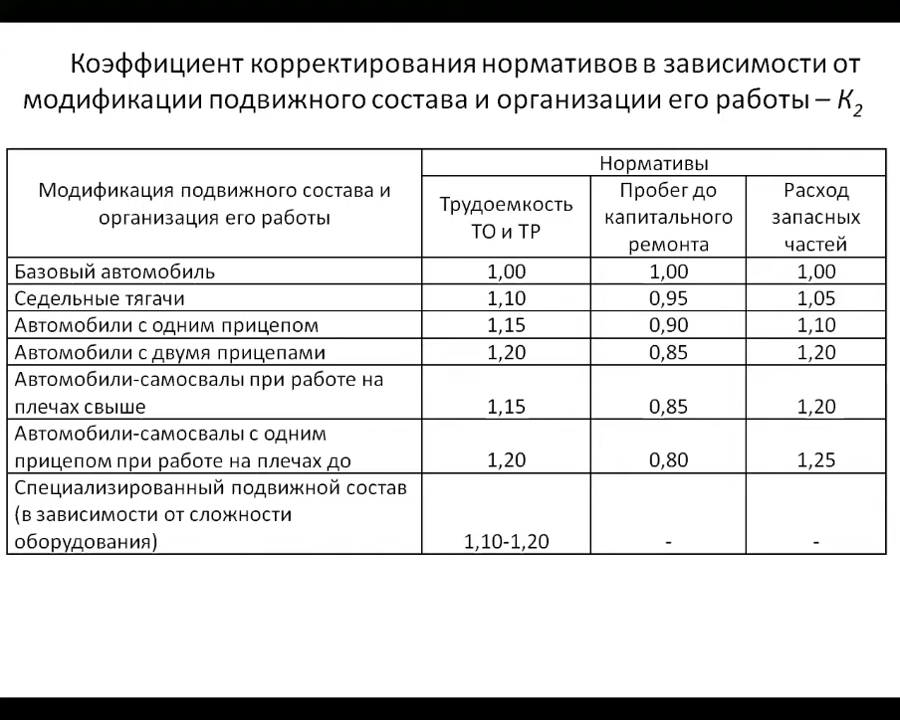 Коэффициент корректирования нормативов в зависимости от
модификации подвижного состава и организации его работы – К2
Модификация подвижного состава и
организация его работы
Нормативы
Трудоемкость
ТО и ТР
Пробег до
капитального
ремонта
Расход
запасных
частей
Базовый автомобиль 1,00 1,00 1,00
Седельные тягачи 1,10 0,95 1,05
Автомобили с одним прицепом 1,15 0,90 1,10
Автомобили с двумя прицепами 1,20 0,85 1,20
Автомобили-самосвалы при работе на
плечах свыше 1,15 0,85 1,20
Автомобили-самосвалы с одним
прицепом при работе на плечах до 1,20 0,80 1,25
Специализированный подвижной состав
(в зависимости от сложности
оборудования) 1,10-1,20 - -